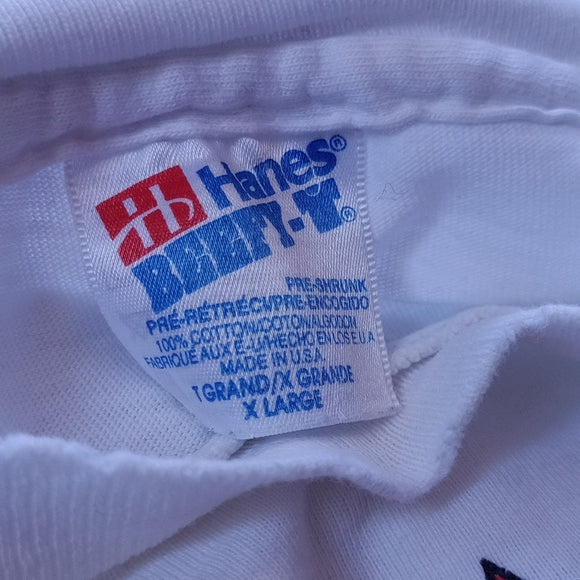 Hanes®
BEEFY-T®
PRE-SHRUNK
PRÉ-RÉTRÉCI/PRE-ENCOGIDO
100% COTTON/COTON/ALGODON
FABRIQUÉ AUX É.-U/HECHO EN LOS E.U.A
MADE IN U.S.A.
T GRAND/X GRANDE
X LARGE